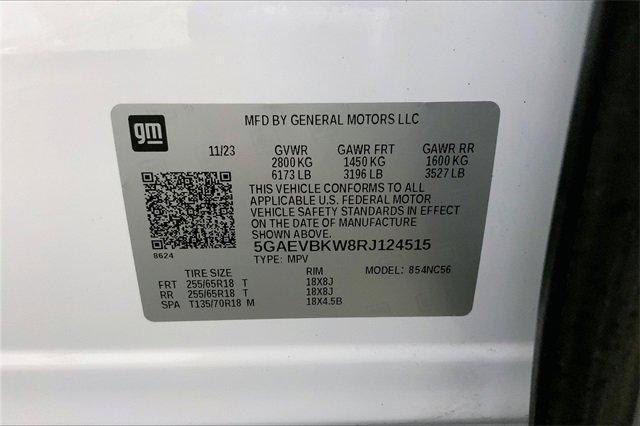 gm
MFD BY GENERAL MOTORS LLC
11/23 GVWR GAWR FRT GAWR RR
2800 KG 1450 KG 1600 KG
6173 LB 3196 LB 3527 LB
THIS VEHICLE CONFORMS TO ALL
APPLICABLE U.S. FEDERAL MOTOR
VEHICLE SAFETY STANDARDS IN EFFECT
ON THE DATE OF MANUFACTURE
SHOWN ABOVE.
8624
5GAEVBKW8RJ124515
TYPE: MPV MODEL: 854NC56
TIRE SIZE RIM
FRT 255/65R18 T 18X8J
RR 255/65R18 T 18X8J
SPA T135/70R18 M 18X4.5B